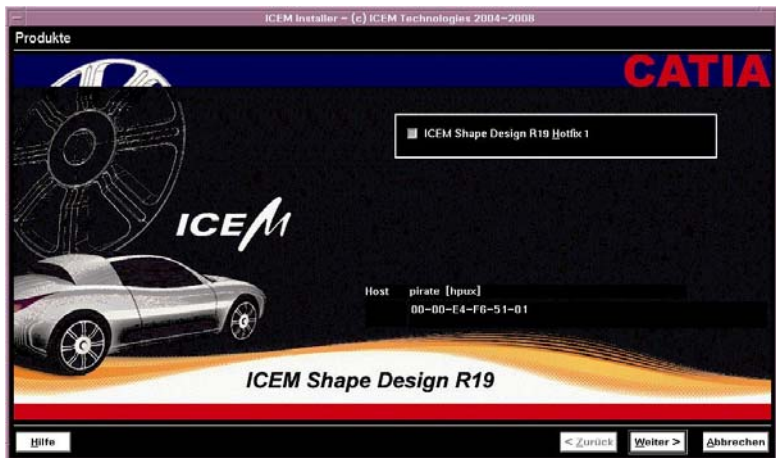 ICEM Installer - (c) ICEM Technologies 2004-2008
Produkte
CATIA
ICEM Shape Design R19 Hotfix 1
ICEM
Host pirate [hpux]
00-00-E4-F6-51-01
ICEM Shape Design R19
Hilfe
< Zurück
Weiter >
Abbrechen